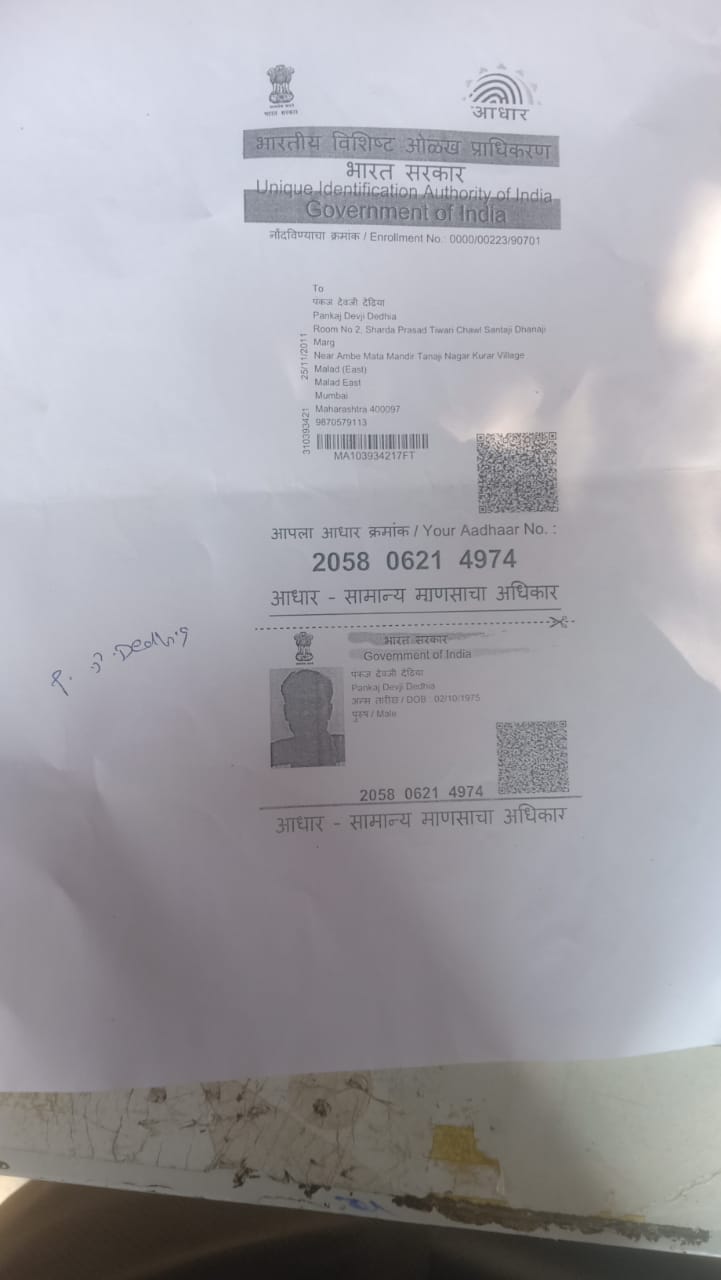 आधार
भारतीय विशिष्ट ओळख प्राधिकरण
भारत सरकार
Unique Identification Authority of India
Government of India
नोंदविण्याचा क्रमांक / Enrollment No.: 0000/00223/90701
To
पंकज देवजी देढिया
Pankaj Devji Dedhia
Room No 2, Sharda Prasad Tiwari Chawl Santaji Dhanaji
Marg
Near Ambe Mata Mandir Tanaji Nagar Kurar Village
Malad (East)
Malad East
Mumbai
Maharashtra 400097
9870579113
25/11/2011
310393421
MA103934217FT
आपला आधार क्रमांक / Your Aadhaar No. :
2058 0621 4974
आधार - सामान्य माणसाचा अधिकार
P. D. Dedhia
भारत सरकार
Government of India
पंकज देवजी देढिया
Pankaj Devji Dedhia
जन्म तारीख / DOB : 02/10/1975
पुरुष / Male
2058 0621 4974
आधार - सामान्य माणसाचा अधिकार